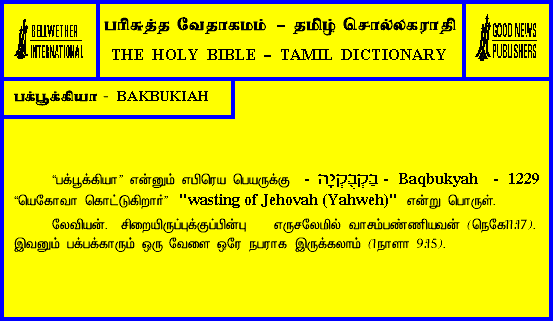 BELLWETHER
INTERNATIONAL
பரிசுத்த வேதாகமம் – தமிழ் சொல்லகராதி
THE HOLY BIBLE – TAMIL DICTIONARY
GOOD NEWS
PUBLISHERS
பக்பூக்கியா - BAKBUKIAH
“பக்பூக்கியா” என்னும் எபிரெய பெயருக்கு - בַּקְבֻּקְיָה - Baqbukyah - 1229
“யெகோவா கொட்டுகிறார்” "wasting of Jehovah (Yahweh)" என்று பொருள்.
லேவியன். சிறையிருப்புக்குப்பின்பு எருசலேமில் வாசம்பண்ணியவன் (நெகே11:17).
இவனும் பக்பக்காரும் ஒரு வேளை ஒரே நபராக இருக்கலாம் (1நாளா 9:15).